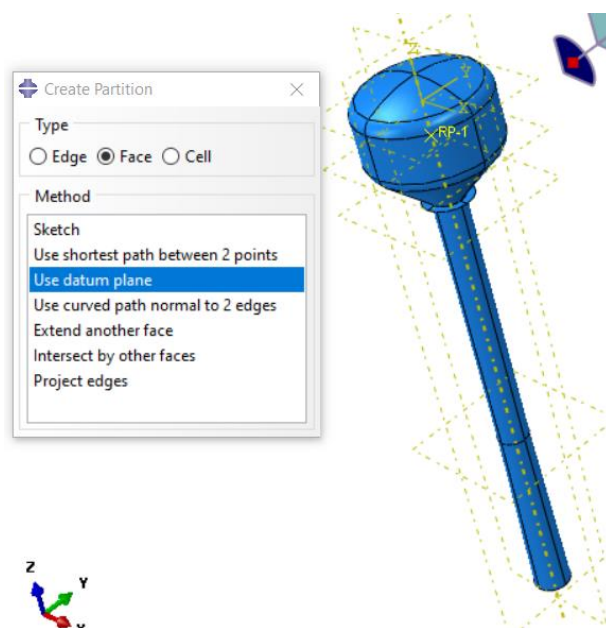 Create Partition
Type
Edge Face Cell
Method
Sketch
Use shortest path between 2 points
Use datum plane
Use curved path normal to 2 edges
Extend another face
Intersect by other faces
Project edges
Z
Y
X
RP-1
Z
Y
X